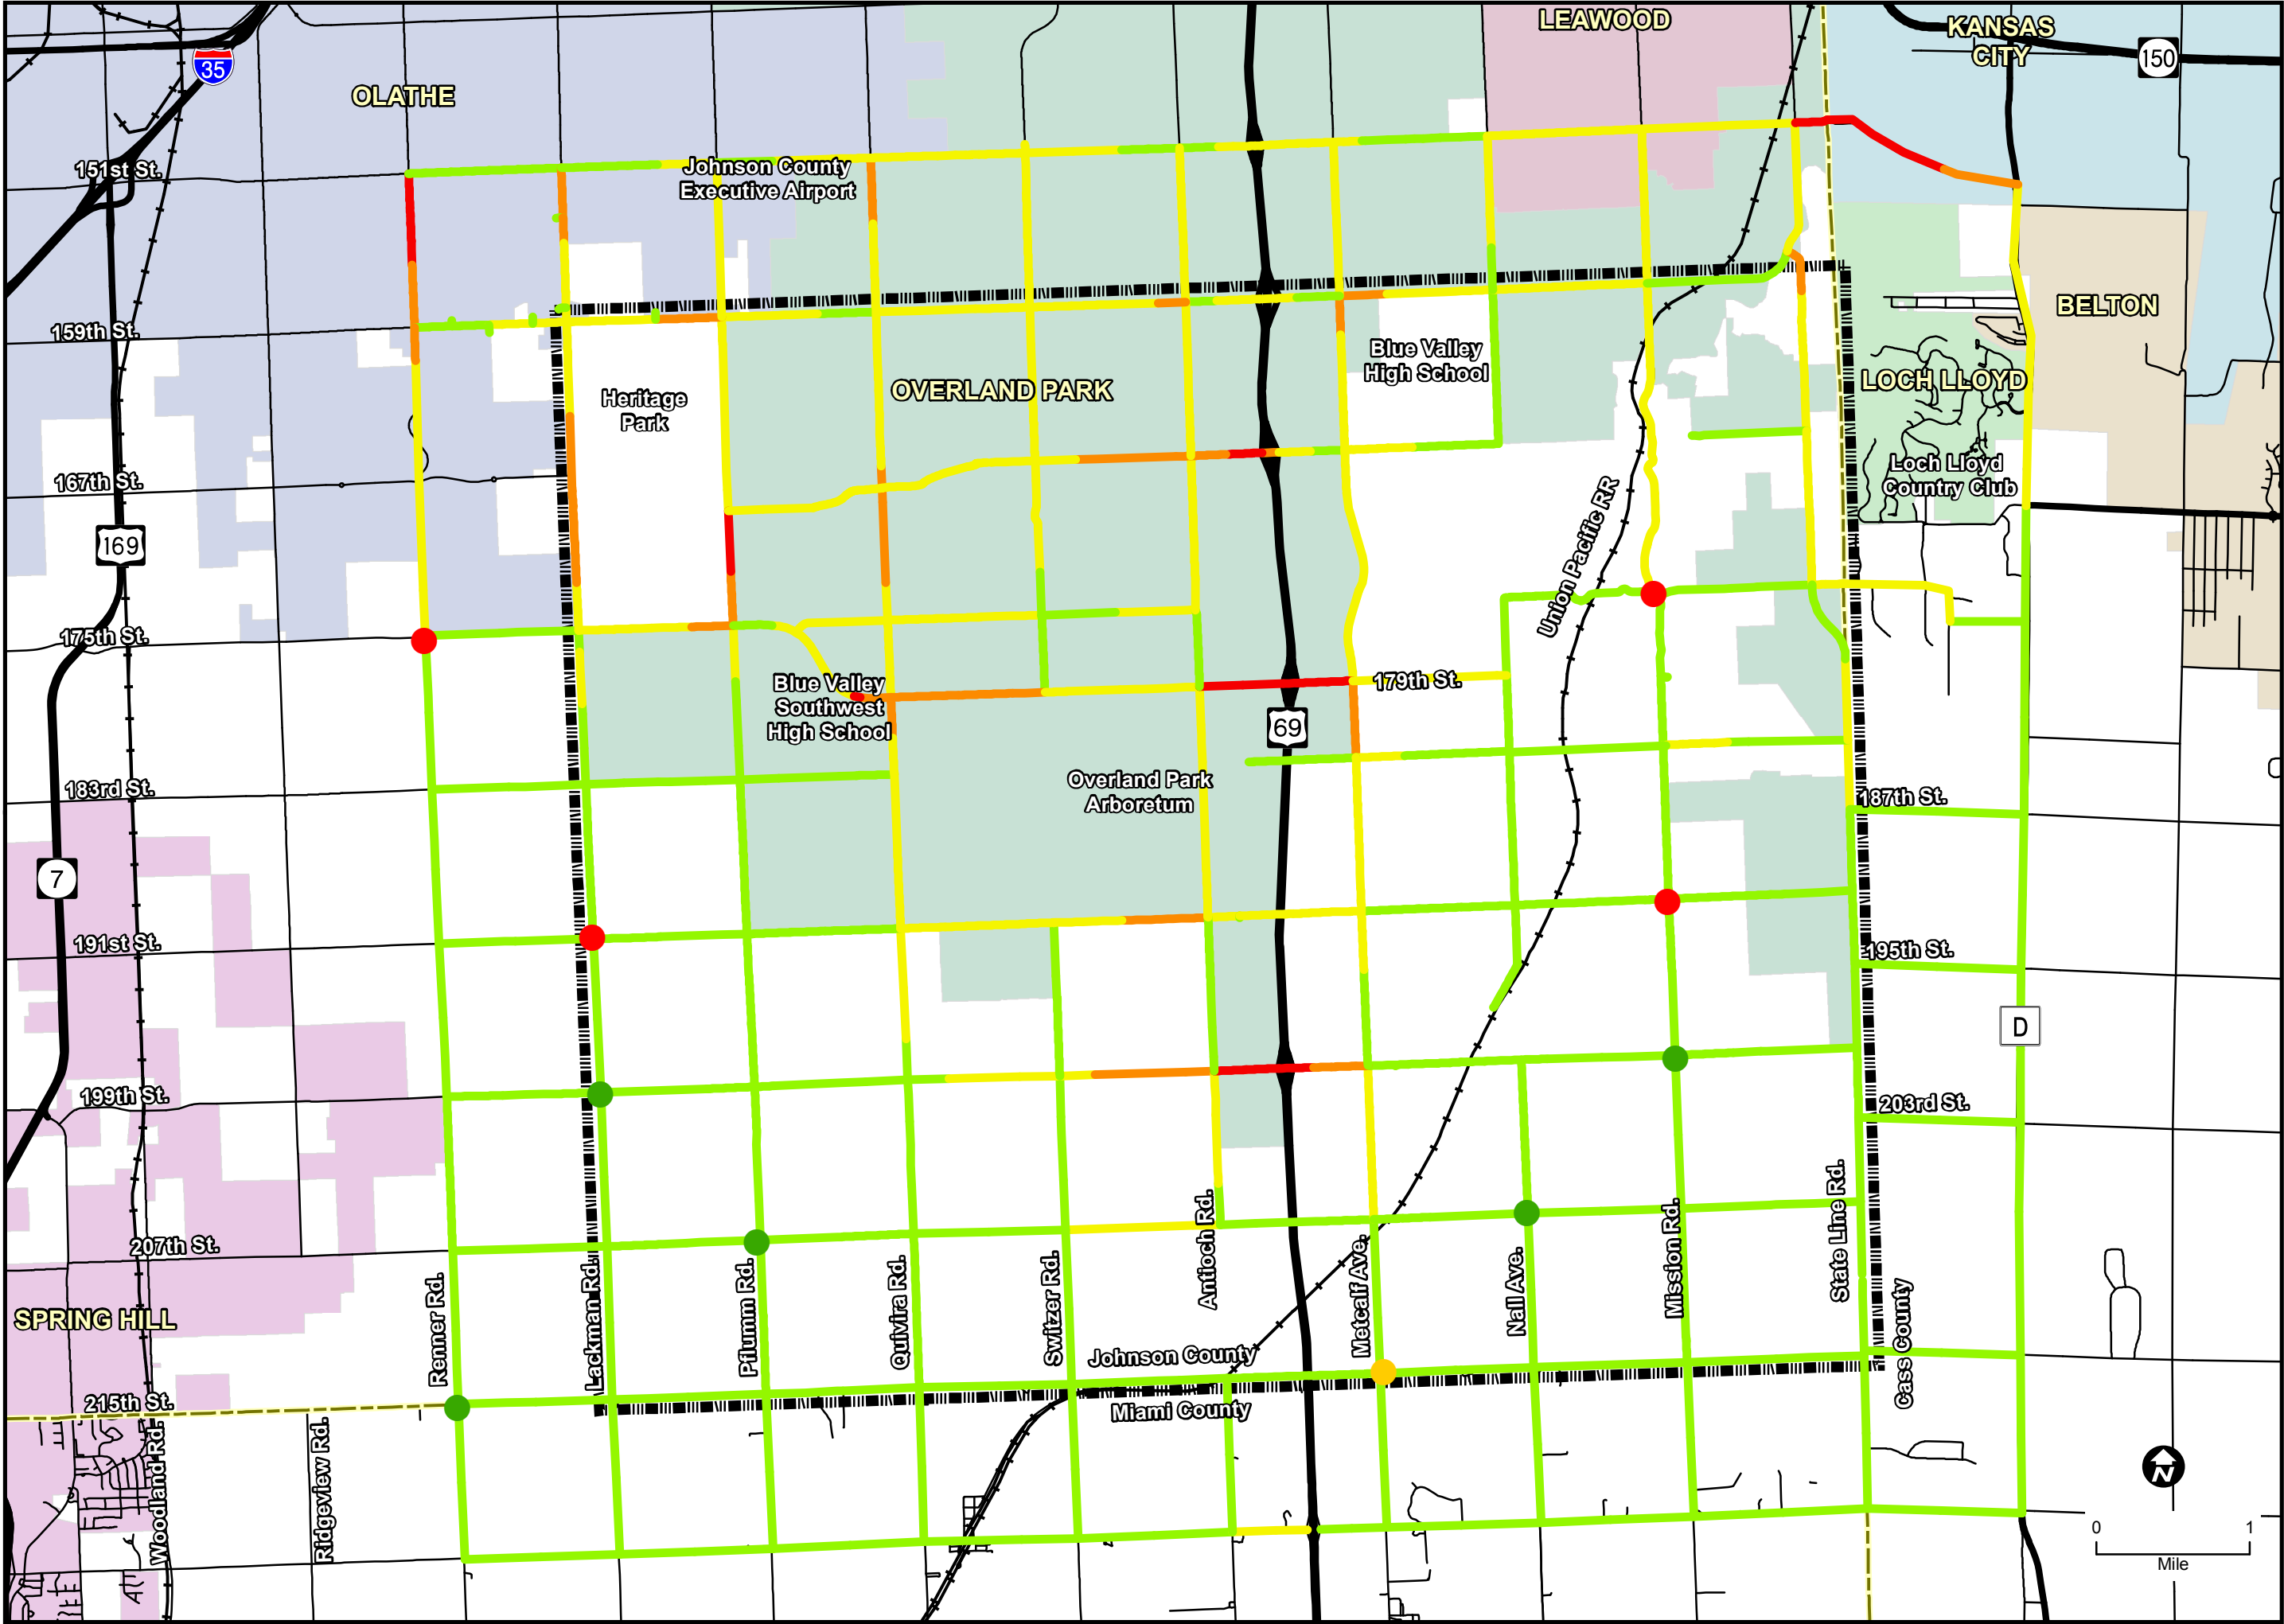 LEAWOOD
KANSAS
CITY
150
35
OLATHE
151st St.
Johnson County
Executive Airport
159th St.
BELTON
Blue Valley
High School
LOCH LLOYD
OVERLAND PARK
Heritage
Park
167th St.
Loch Lloyd
Country Club
Union Pacific RR
169
175th St.
179th St.
Blue Valley
Southwest
High School
69
Overland Park
Arboretum
183rd St.
187th St.
7
191st St.
195th St.
D
199th St.
203rd St.
207th St.
SPRING HILL
Renner Rd.
Lackman Rd.
Pflumm Rd.
Quivira Rd.
Switzer Rd.
Antioch Rd.
Metcalf Ave.
Nall Ave.
Mission Rd.
State Line Rd.
Cass County
Johnson County
Miami County
215th St.
Woodland Rd.
Ridgeview Rd.
N
0 1
Mile